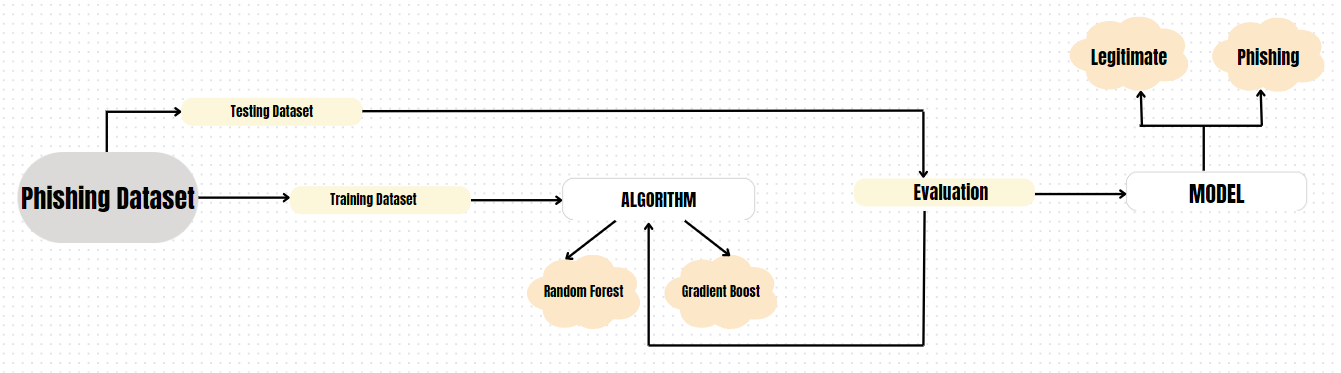 Legitimate
Phishing
Testing Dataset
Phishing Dataset
Training Dataset
ALGORITHM
Evaluation
MODEL
Random Forest
Gradient Boost